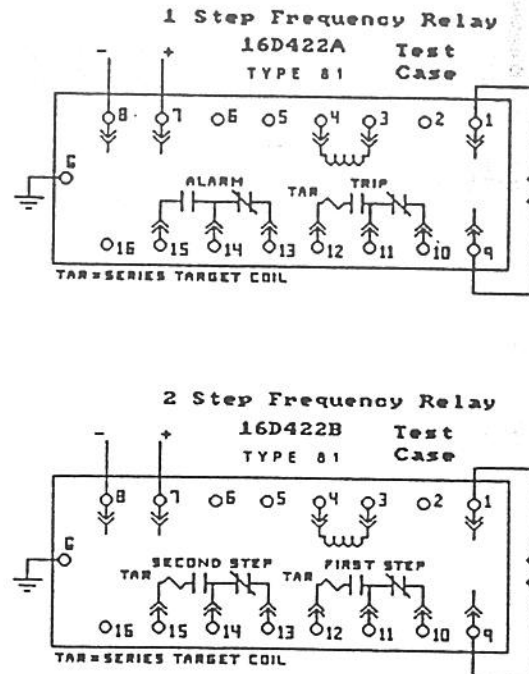 1 Step Frequency Relay
16D422A Test
TYPE 81 Case
- +
8 7 6 5 4 3 2 1
G
ALARM TAR TRIP
16 15 14 13 12 11 10 9
TAR = SERIES TARGET COIL
2 Step Frequency Relay
16D422B Test
TYPE 81 Case
- +
8 7 6 5 4 3 2 1
G
TAR SECOND STEP TAR FIRST STEP
16 15 14 13 12 11 10 9
TAR = SERIES TARGET COIL